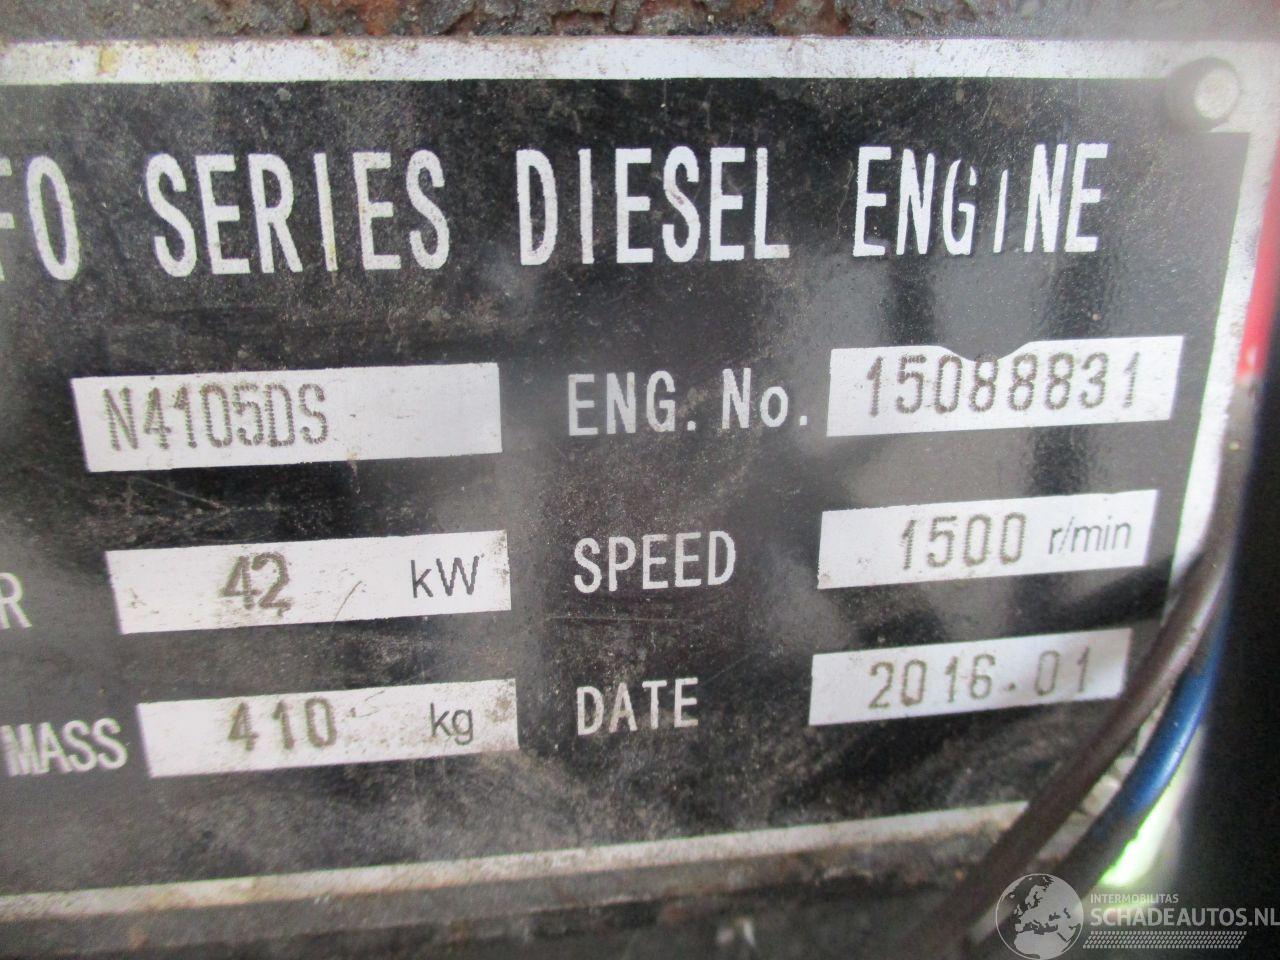 FO SERIES DIESEL ENGINE
N4105DS ENG. No. 15088831
R 42 kW SPEED 1500 r/min
MASS 410 kg DATE 2016.01
INTERMOBILITAS
SCHADEAUTOS.NL